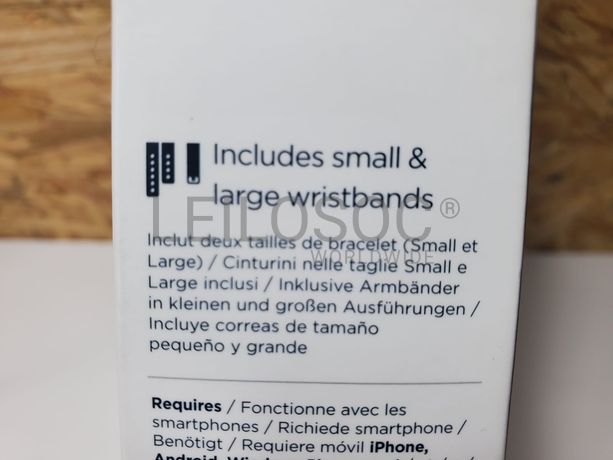 Includes small &
large wristbands
LEILOSOC®
WORLDWIDE
Inclut deux tailles de bracelet (Small et
Large) / Cinturini nelle taglie Small e
Large inclusi / Inklusive Armbänder
in kleinen und großen Ausführungen /
Incluye correas de tamaño
pequeño y grande
Requires / Fonctionne avec les
smartphones / Richiede smartphone /
Benötigt / Requiere móvil iPhone,
Android, Windows